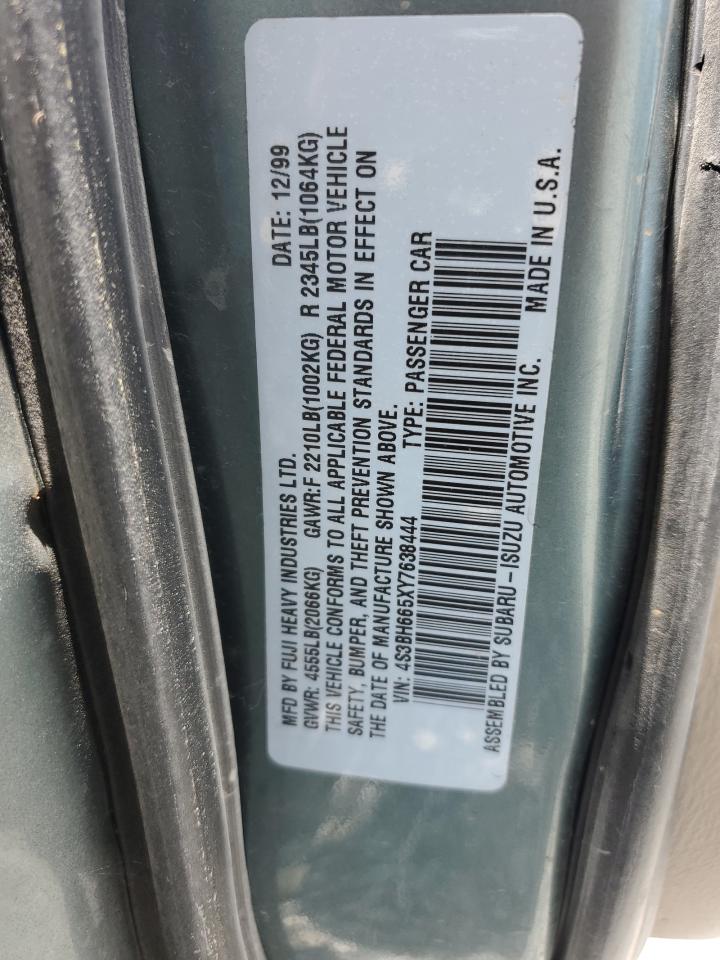 MFD BY FUJI HEAVY INDUSTRIES LTD. DATE: 12/99
GVWR: 4555LB(2066KG) GAWR:F 2210LB(1002KG) R 2345LB(1064KG)
THIS VEHICLE CONFORMS TO ALL APPLICABLE FEDERAL MOTOR VEHICLE
SAFETY, BUMPER, AND THEFT PREVENTION STANDARDS IN EFFECT ON
THE DATE OF MANUFACTURE SHOWN ABOVE.
VIN: 4S3BH665XY7638444 TYPE: PASSENGER CAR
ASSEMBLED BY SUBARU-ISUZU AUTOMOTIVE INC. MADE IN U.S.A.